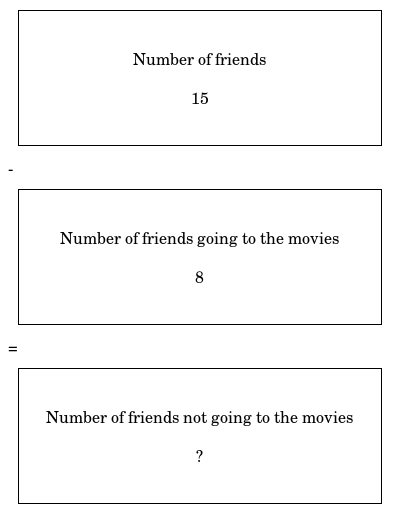 Number of friends
15
-
Number of friends going to the movies
8
=
Number of friends not going to the movies
?